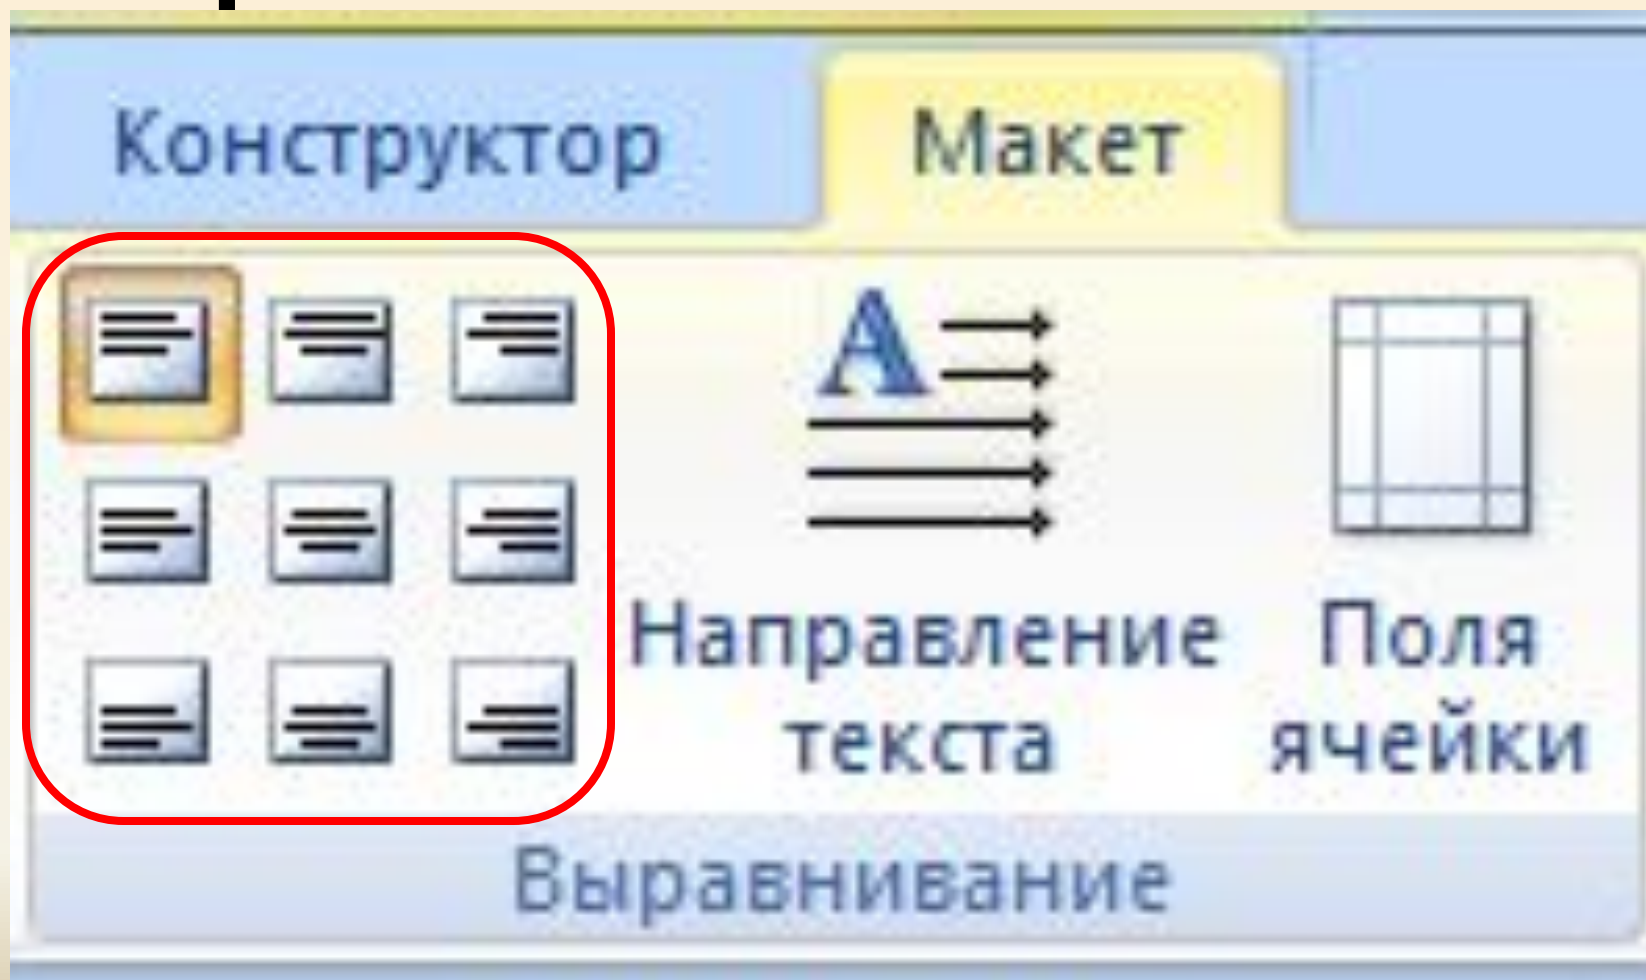 Конструктор Макет
Направление Поля
текста ячейки
Выравнивание